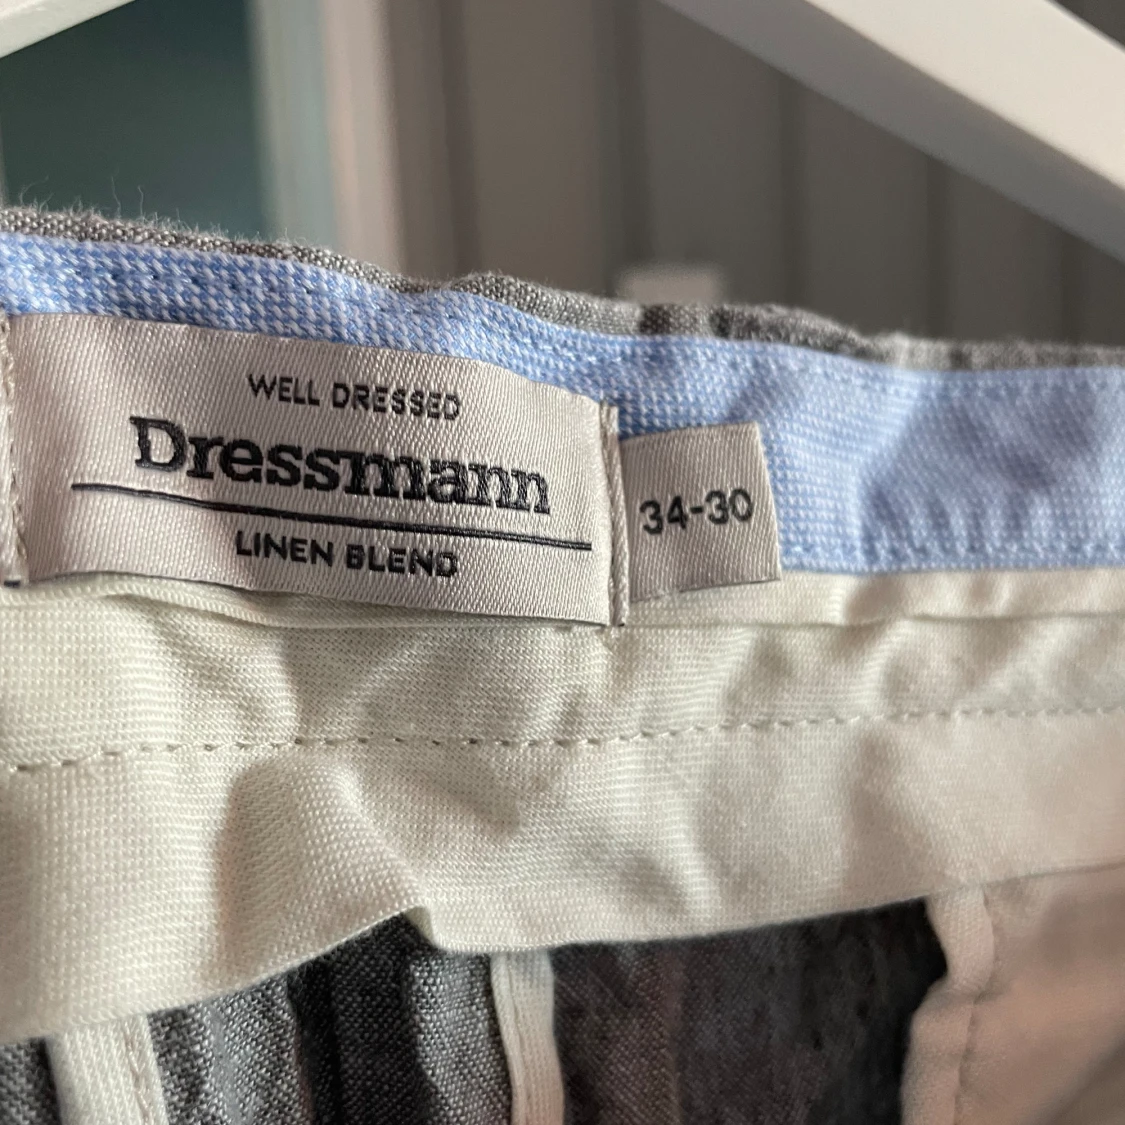 WELL DRESSED
Dressmann
LINEN BLEND
34-30